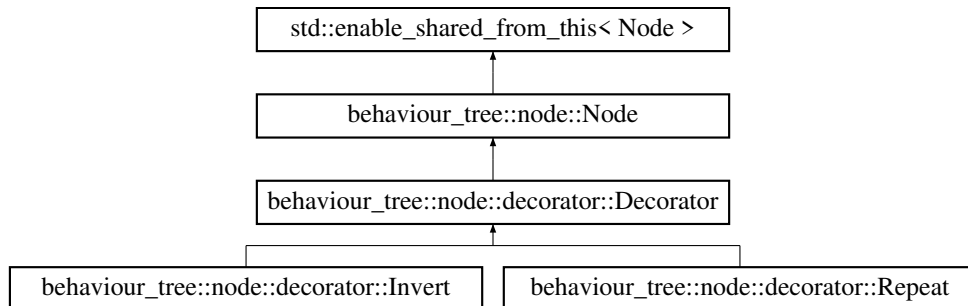 std::enable_shared_from_this< Node >
behaviour_tree::node::Node
behaviour_tree::node::decorator::Decorator
behaviour_tree::node::decorator::Invert
behaviour_tree::node::decorator::Repeat